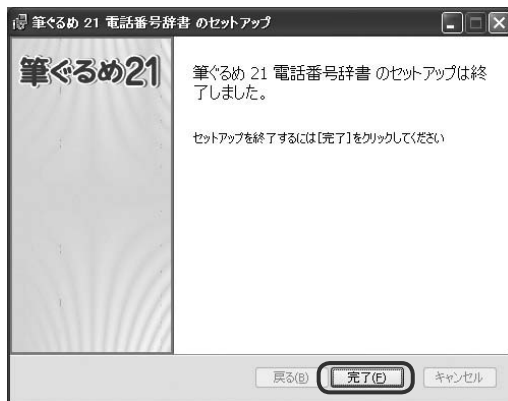 筆ぐるめ 21 電話番号辞書 のセットアップ
筆ぐるめ21
筆ぐるめ 21 電話番号辞書 のセットアップは終
了しました。
セットアップを終了するには[完了]をクリックしてください
戻る(B)
完了(F)
キャンセル